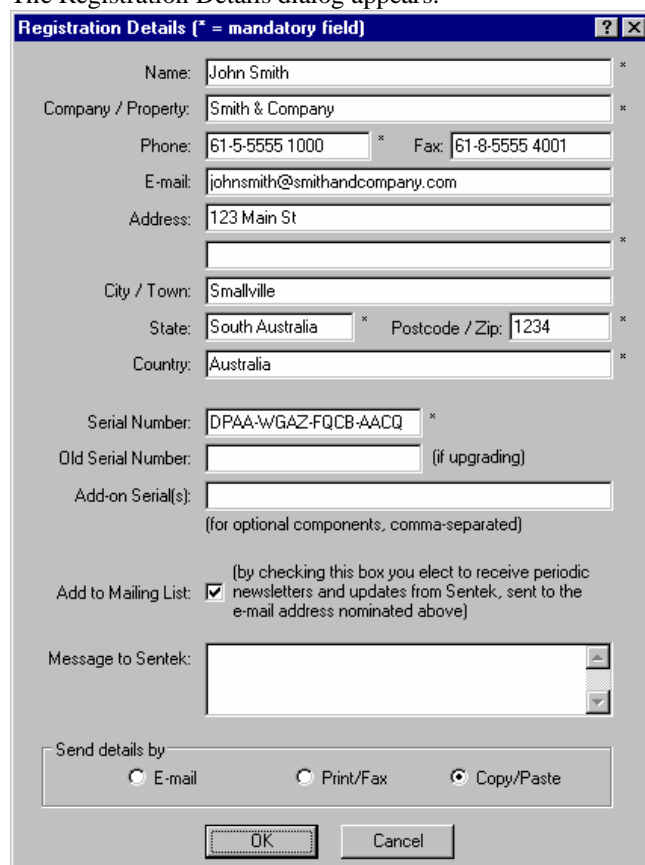 The Registration Details dialog appears.
Registration Details (* = mandatory field) ? X
Name: John Smith *
Company / Property: Smith & Company *
Phone: 61-5-5555 1000 * Fax: 61-8-5555 4001
E-mail: johnsmith@smithandcompany.com
Address: 123 Main St
*
City / Town: Smallville
State: South Australia * Postcode / Zip: 1234 *
Country: Australia *
Serial Number: DPAA-WGAZ-FQCB-AACQ *
Old Serial Number: (if upgrading)
Add-on Serial(s):
(for optional components, comma-separated)
(by checking this box you elect to receive periodic
Add to Mailing List: newsletters and updates from Sentek, sent to the
e-mail address nominated above)
Message to Sentek:
Send details by
E-mail Print/Fax Copy/Paste
OK Cancel